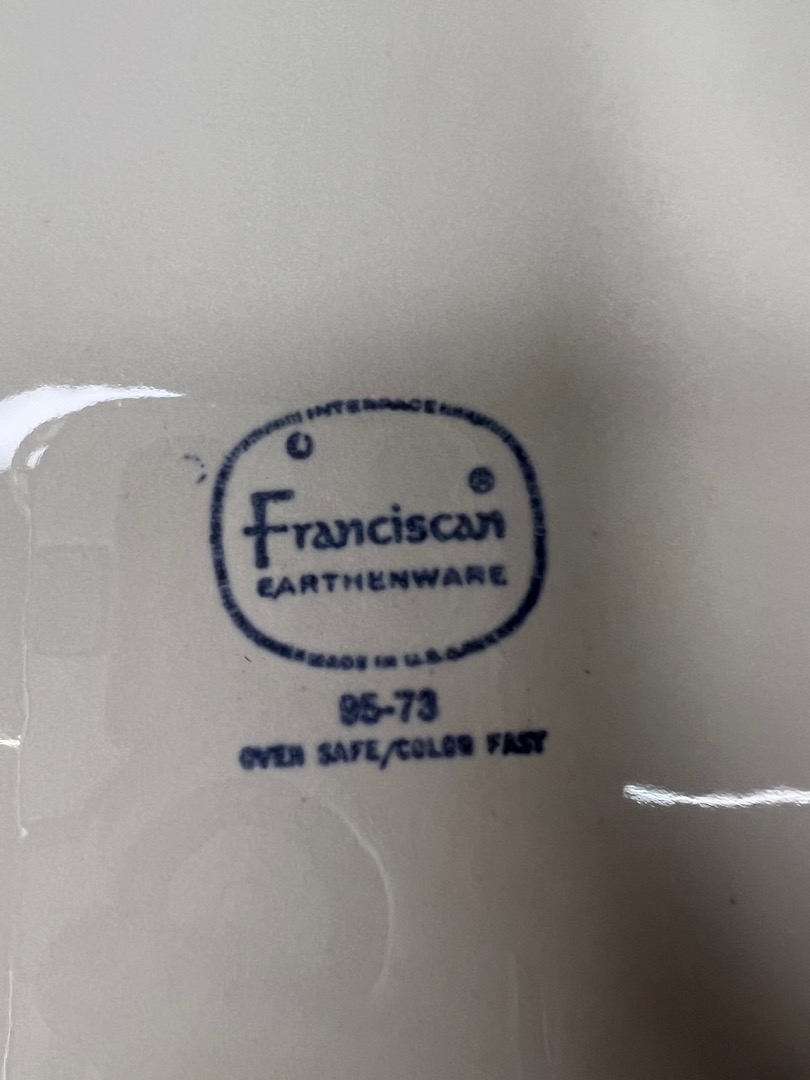 INTERPACE
©
®
Franciscan
EARTHENWARE
MADE IN U.S.A.
95-73
OVEN SAFE/COLOR FAST